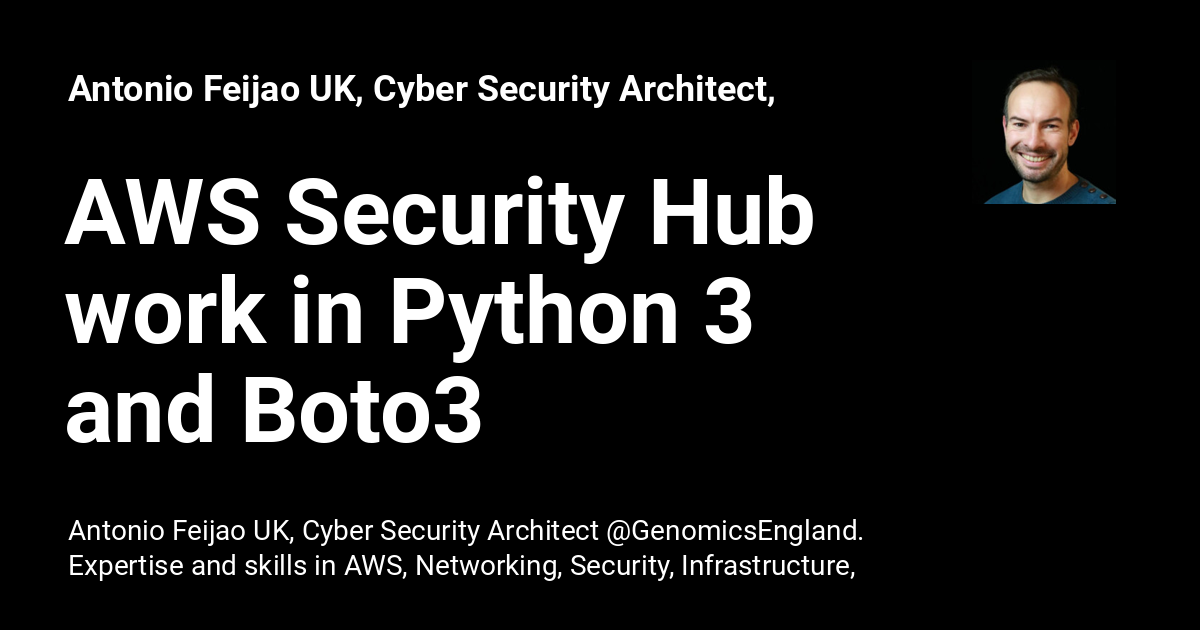 Antonio Feijao UK, Cyber Security Architect,
AWS Security Hub
work in Python 3
and Boto3
Antonio Feijao UK, Cyber Security Architect @GenomicsEngland.
Expertise and skills in AWS, Networking, Security, Infrastructure,